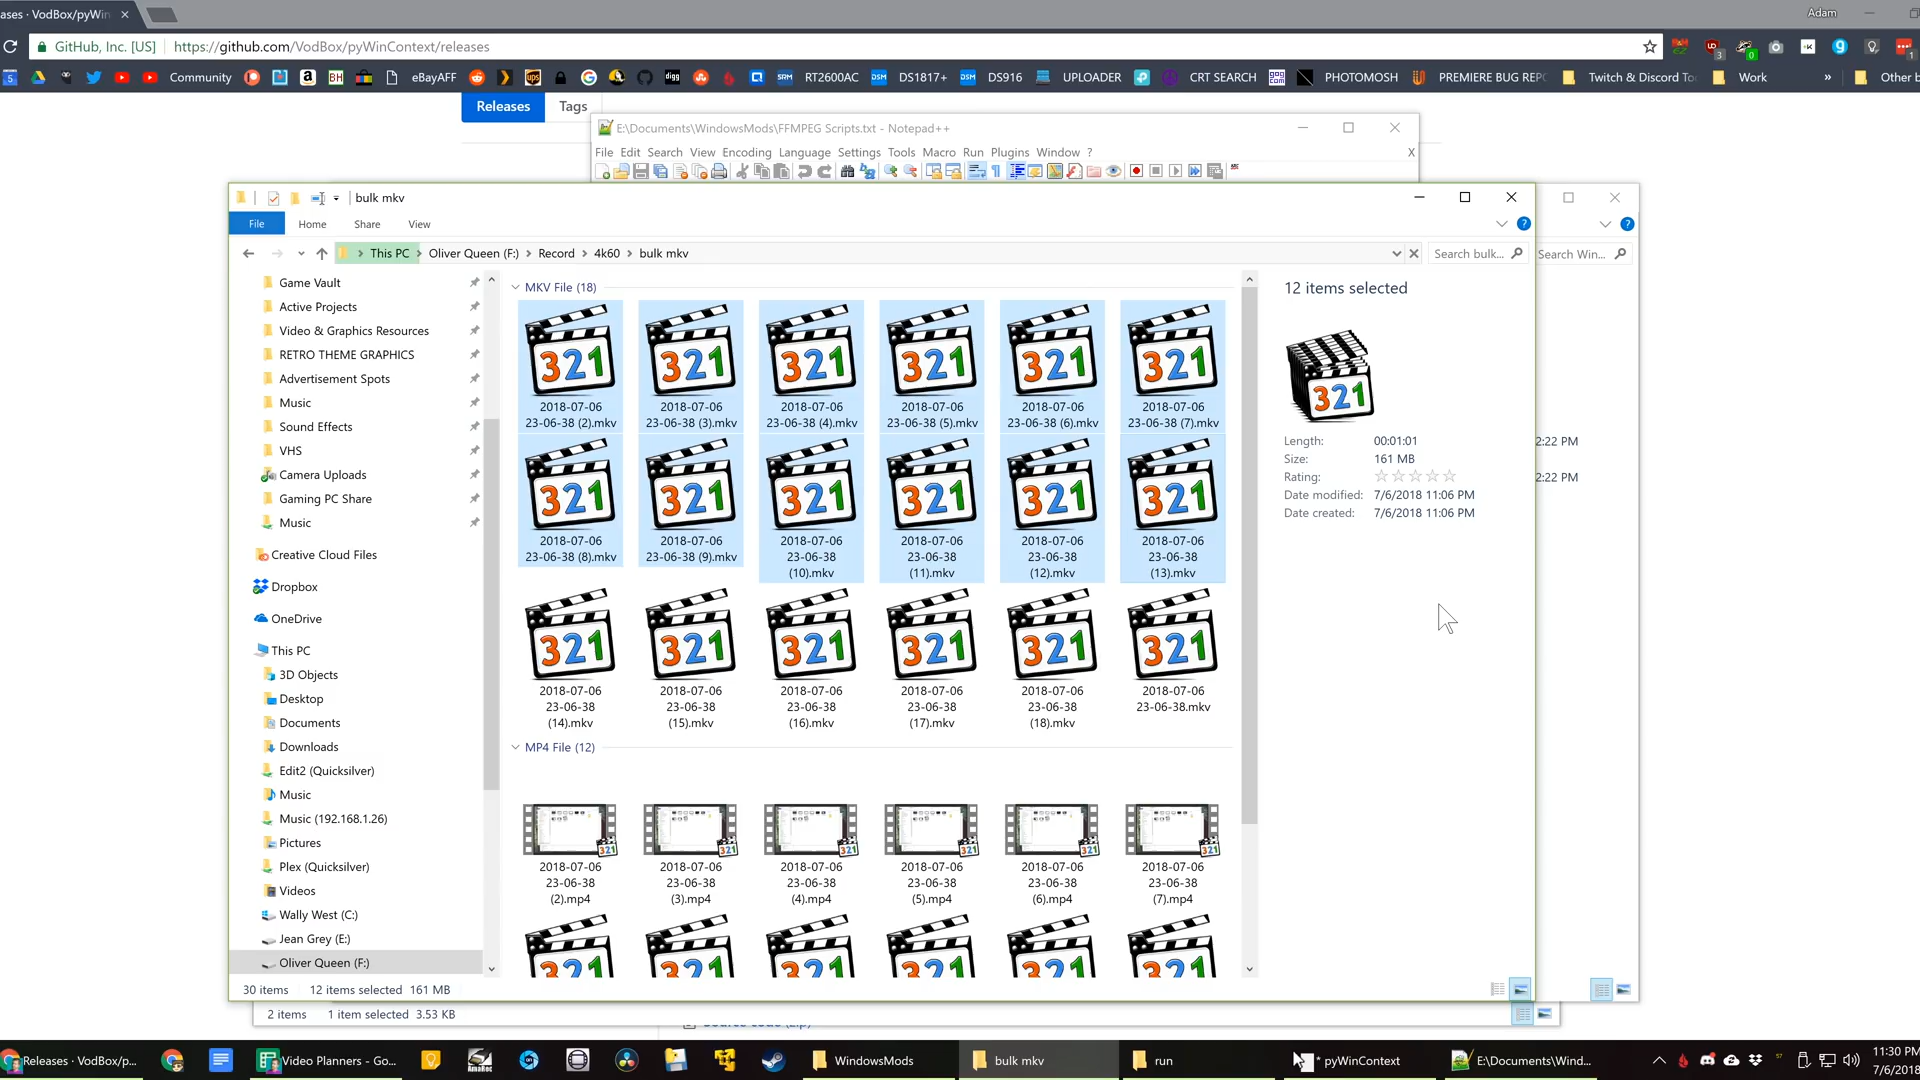 ases · VodBox/pyWin
Adam
GitHub, Inc. [US]
https://github.com/VodBox/pyWinContext/releases
Community
eBayAFF
RT2600AC
DS1817+
DS916
UPLOADER
CRT SEARCH
PHOTOMOSH
PREMIERE BUG REPO
Twitch & Discord To
Work
»
Other b
Releases
Tags
E:\Documents\WindowsMods\FFMPEG Scripts.txt - Notepad++
File Edit Search View Encoding Language Settings Tools Macro Run Plugins Window ?
X
bulk mkv
File
Home
Share
View
This PC > Oliver Queen (F:) > Record > 4k60 > bulk mkv
Search bulk...
Search Win...
Game Vault
Active Projects
Video & Graphics Resources
RETRO THEME GRAPHICS
Advertisement Spots
Music
Sound Effects
VHS
Camera Uploads
Gaming PC Share
Music
Creative Cloud Files
Dropbox
OneDrive
This PC
3D Objects
Desktop
Documents
Downloads
Edit2 (Quicksilver)
Music
Music (192.168.1.26)
Pictures
Plex (Quicksilver)
Videos
Wally West (C:)
Jean Grey (E:)
Oliver Queen (F:)
MKV File (18)
2018-07-06 23-06-38 (2).mkv
2018-07-06 23-06-38 (3).mkv
2018-07-06 23-06-38 (4).mkv
2018-07-06 23-06-38 (5).mkv
2018-07-06 23-06-38 (6).mkv
2018-07-06 23-06-38 (7).mkv
2018-07-06 23-06-38 (8).mkv
2018-07-06 23-06-38 (9).mkv
2018-07-06 23-06-38 (10).mkv
2018-07-06 23-06-38 (11).mkv
2018-07-06 23-06-38 (12).mkv
2018-07-06 23-06-38 (13).mkv
2018-07-06 23-06-38 (14).mkv
2018-07-06 23-06-38 (15).mkv
2018-07-06 23-06-38 (16).mkv
2018-07-06 23-06-38 (17).mkv
2018-07-06 23-06-38 (18).mkv
2018-07-06 23-06-38.mkv
MP4 File (12)
2018-07-06 23-06-38 (2).mp4
2018-07-06 23-06-38 (3).mp4
2018-07-06 23-06-38 (4).mp4
2018-07-06 23-06-38 (5).mp4
2018-07-06 23-06-38 (6).mp4
2018-07-06 23-06-38 (7).mp4
12 items selected
321
Length: 00:01:01
Size: 161 MB
Rating:
Date modified: 7/6/2018 11:06 PM
Date created: 7/6/2018 11:06 PM
2:22 PM
2:22 PM
30 items 12 items selected 161 MB
2 items 1 item selected 3.53 KB
Source code (zip)
Releases · VodBox/p...
Video Planners - Go...
WindowsMods
bulk mkv
run
* pyWinContext
E:\Documents\Wind...
11:30 PM
7/6/2018